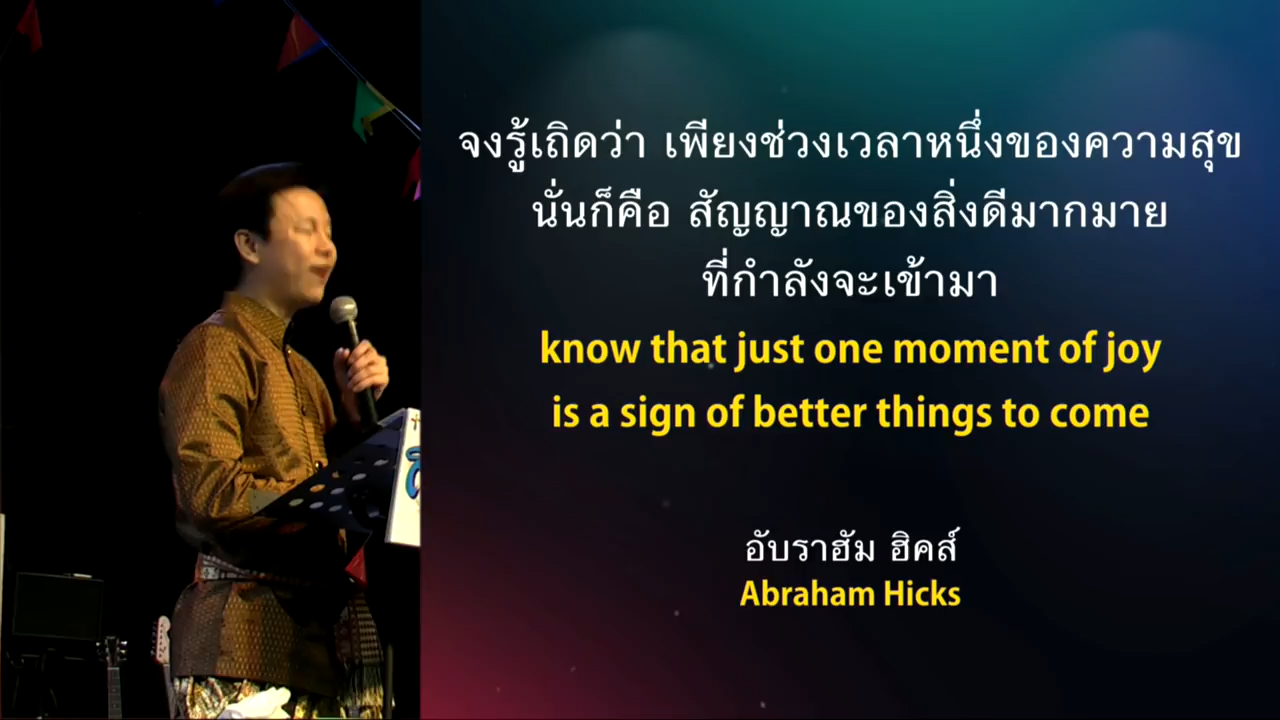 จงรู้เถิดว่า เพียงช่วงเวลาหนึ่งของความสุข
นั่นก็คือ สัญญาณของสิ่งดีมากมาย
ที่กำลังจะเข้ามา
know that just one moment of joy
is a sign of better things to come
อับราฮัม ฮิคส์
Abraham Hicks